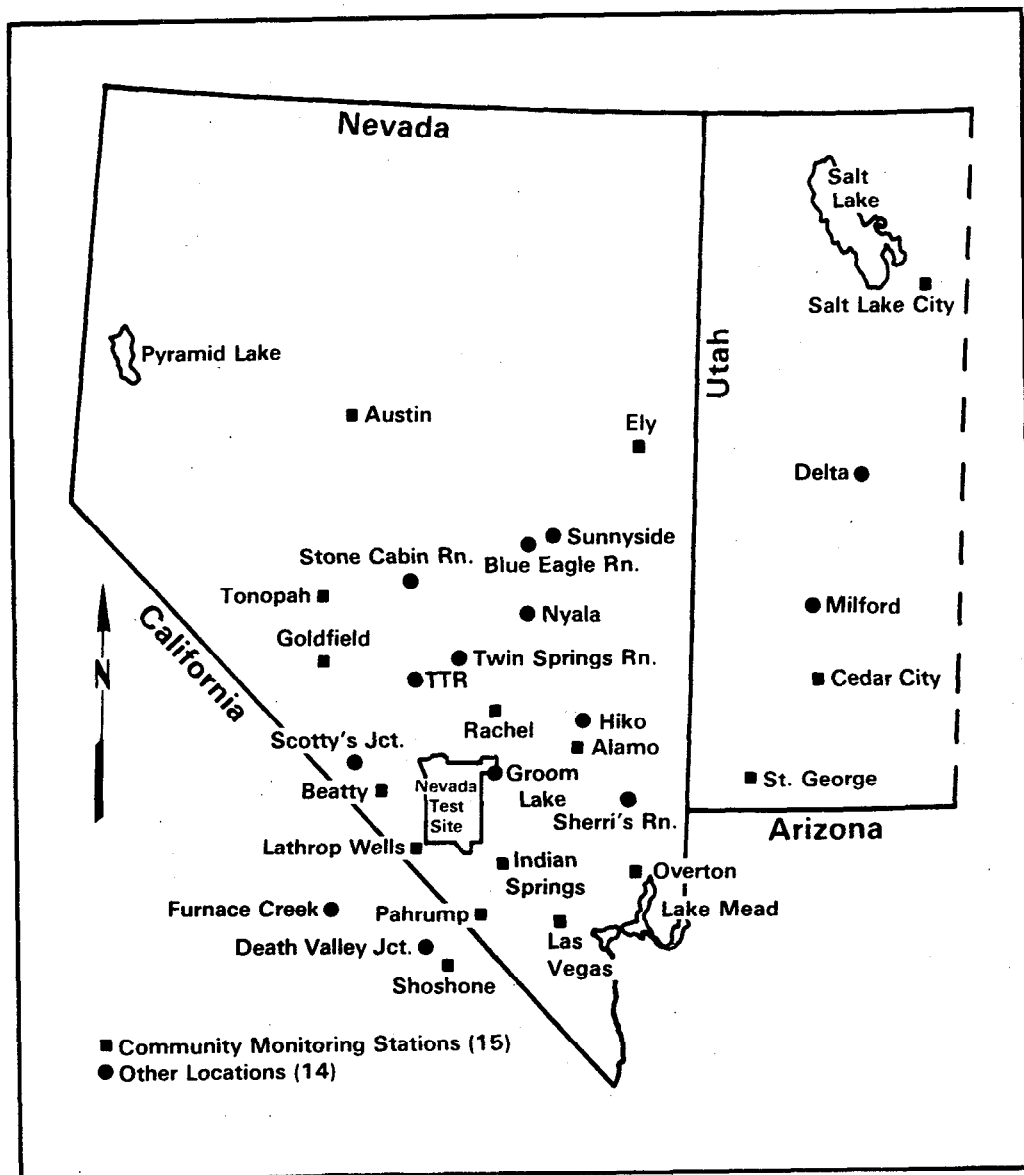 Nevada
Salt
Lake
Salt Lake City
Utah
Pyramid Lake
Austin
Ely
Delta
Sunnyside
Stone Cabin Rn.
Blue Eagle Rn.
Tonopah
Nyala
Milford
California
Goldfield
Twin Springs Rn.
N
TTR
Cedar City
Rachel
Hiko
Scotty's Jct.
Alamo
Beatty
Nevada
Test
Site
Groom
Lake
St. George
Sherri's Rn.
Arizona
Lathrop Wells
Indian
Springs
Overton
Furnace Creek
Pahrump
Lake Mead
Death Valley Jct.
Las
Vegas
Shoshone
Community Monitoring Stations (15)
Other Locations (14)